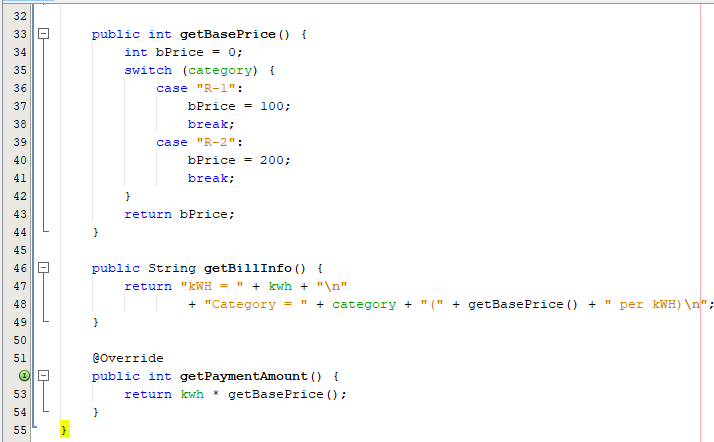 32
33 public int getBasePrice() {
34 int bPrice = 0;
35 switch (category) {
36 case "R-1":
37 bPrice = 100;
38 break;
39 case "R-2":
40 bPrice = 200;
41 break;
42 }
43 return bPrice;
44 }
45
46 public String getBillInfo() {
47 return "kWH = " + kwh + "\n"
48 + "Category = " + category + "(" + getBasePrice() + " per kWH)\n";
49 }
50
51 @Override
public int getPaymentAmount() {
53 return kwh * getBasePrice();
54 }
55 }